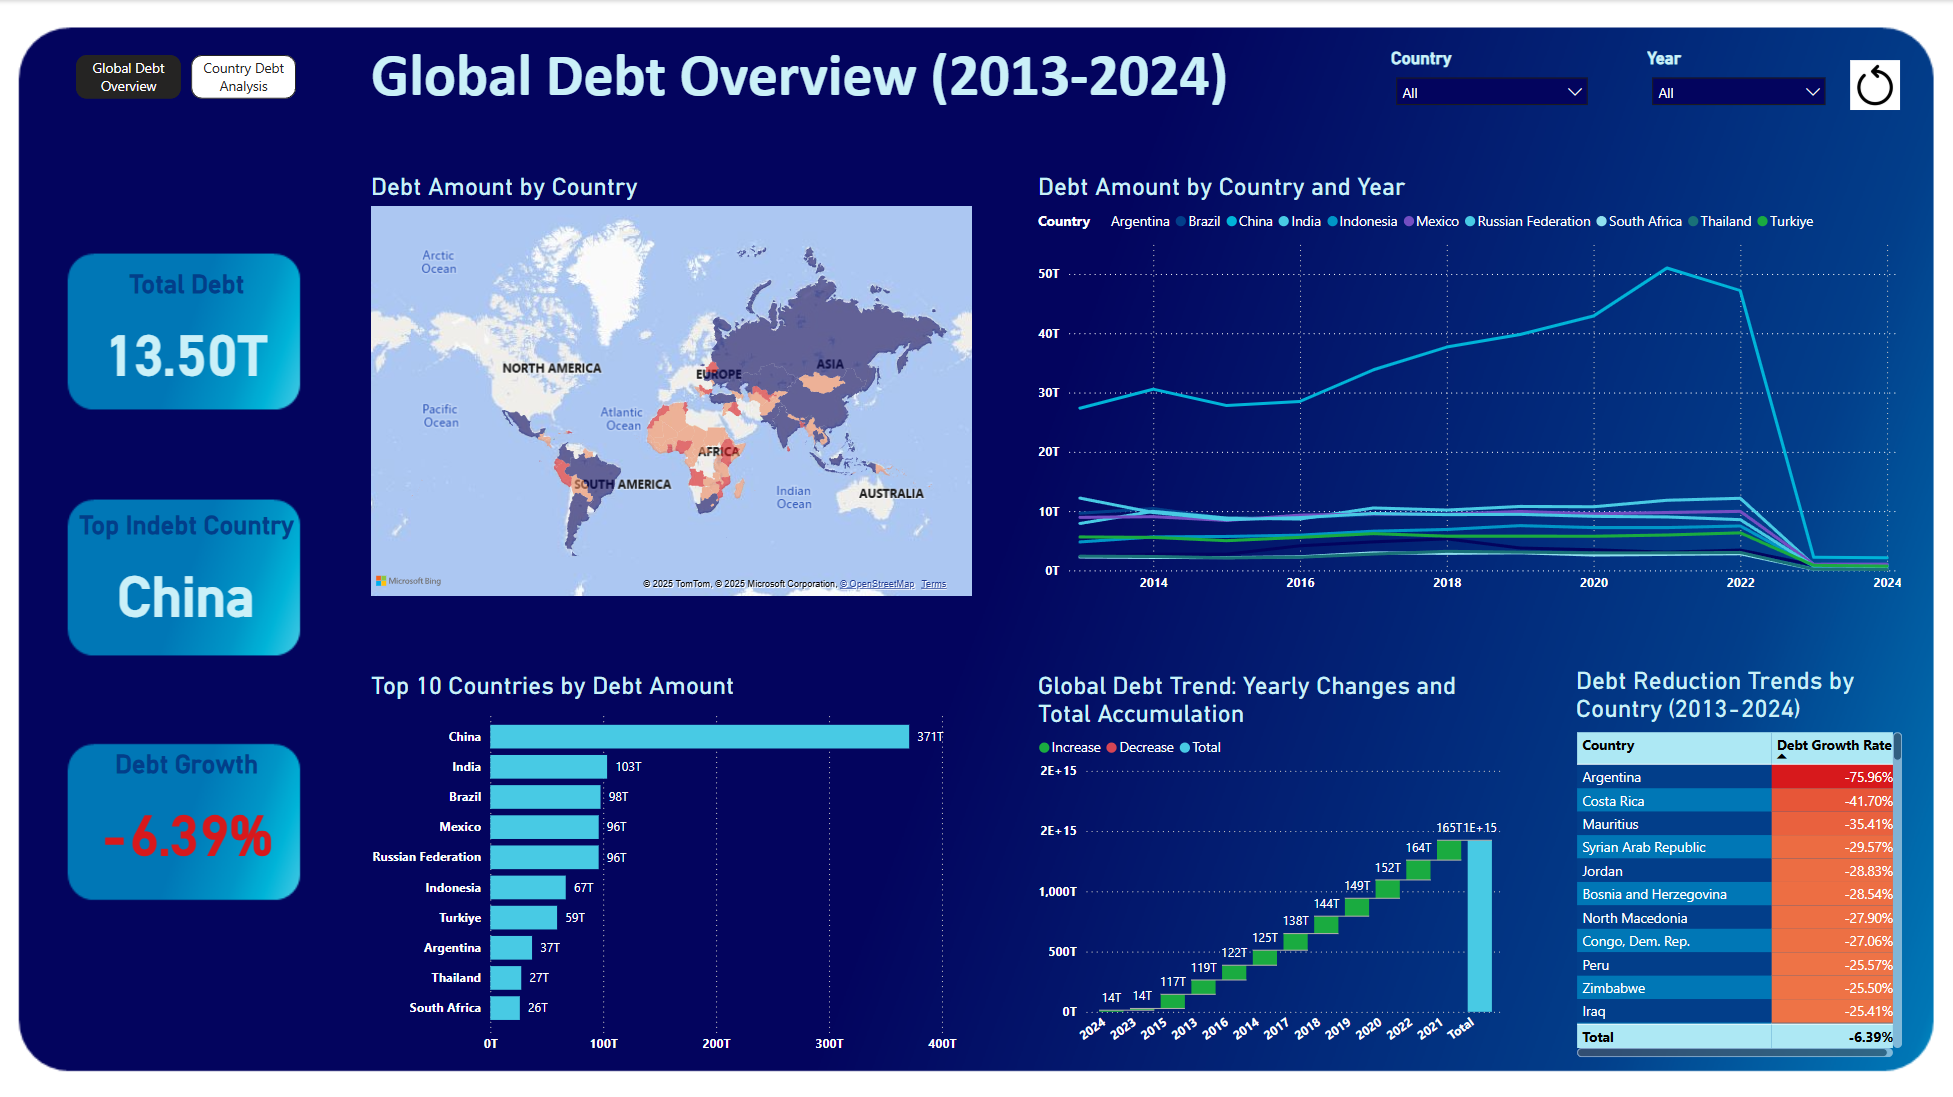 Global Debt
Overview
Country Debt
Analysis
Global Debt Overview (2013-2024)
Country
All
Year
All
Total Debt
13.50T
Top Indebt Country
China
Debt Growth
-6.39%
Debt Amount by Country
Arctic
Ocean
NORTH AMERICA
EUROPE
ASIA
Pacific
Ocean
Atlantic
Ocean
AFRICA
SOUTH AMERICA
Indian
Ocean
AUSTRALIA
Microsoft Bing
© 2025 TomTom, © 2025 Microsoft Corporation, © OpenStreetMap Terms
Debt Amount by Country and Year
Country Argentina Brazil China India Indonesia Mexico Russian Federation South Africa Thailand Turkiye
50T
40T
30T
20T
10T
0T
2014 2016 2018 2020 2022 2024
Top 10 Countries by Debt Amount
China 371T
India 103T
Brazil 98T
Mexico 96T
Russian Federation 96T
Indonesia 67T
Turkiye 59T
Argentina 37T
Thailand 27T
South Africa 26T
0T 100T 200T 300T 400T
Global Debt Trend: Yearly Changes and
Total Accumulation
Increase Decrease Total
2E+15
2E+15
1,000T
500T
0T
14T 14T 117T 119T 122T 125T 138T 144T 149T 152T 164T 165T 1E+15
2024 2023 2015 2013 2016 2014 2017 2018 2019 2020 2022 2021 Total
Debt Reduction Trends by
Country (2013-2024)
Country Debt Growth Rate
Argentina -75.96%
Costa Rica -41.70%
Mauritius -35.41%
Syrian Arab Republic -29.57%
Jordan -28.83%
Bosnia and Herzegovina -28.54%
North Macedonia -27.90%
Congo, Dem. Rep. -27.06%
Peru -25.57%
Zimbabwe -25.50%
Iraq -25.41%
Total -6.39%